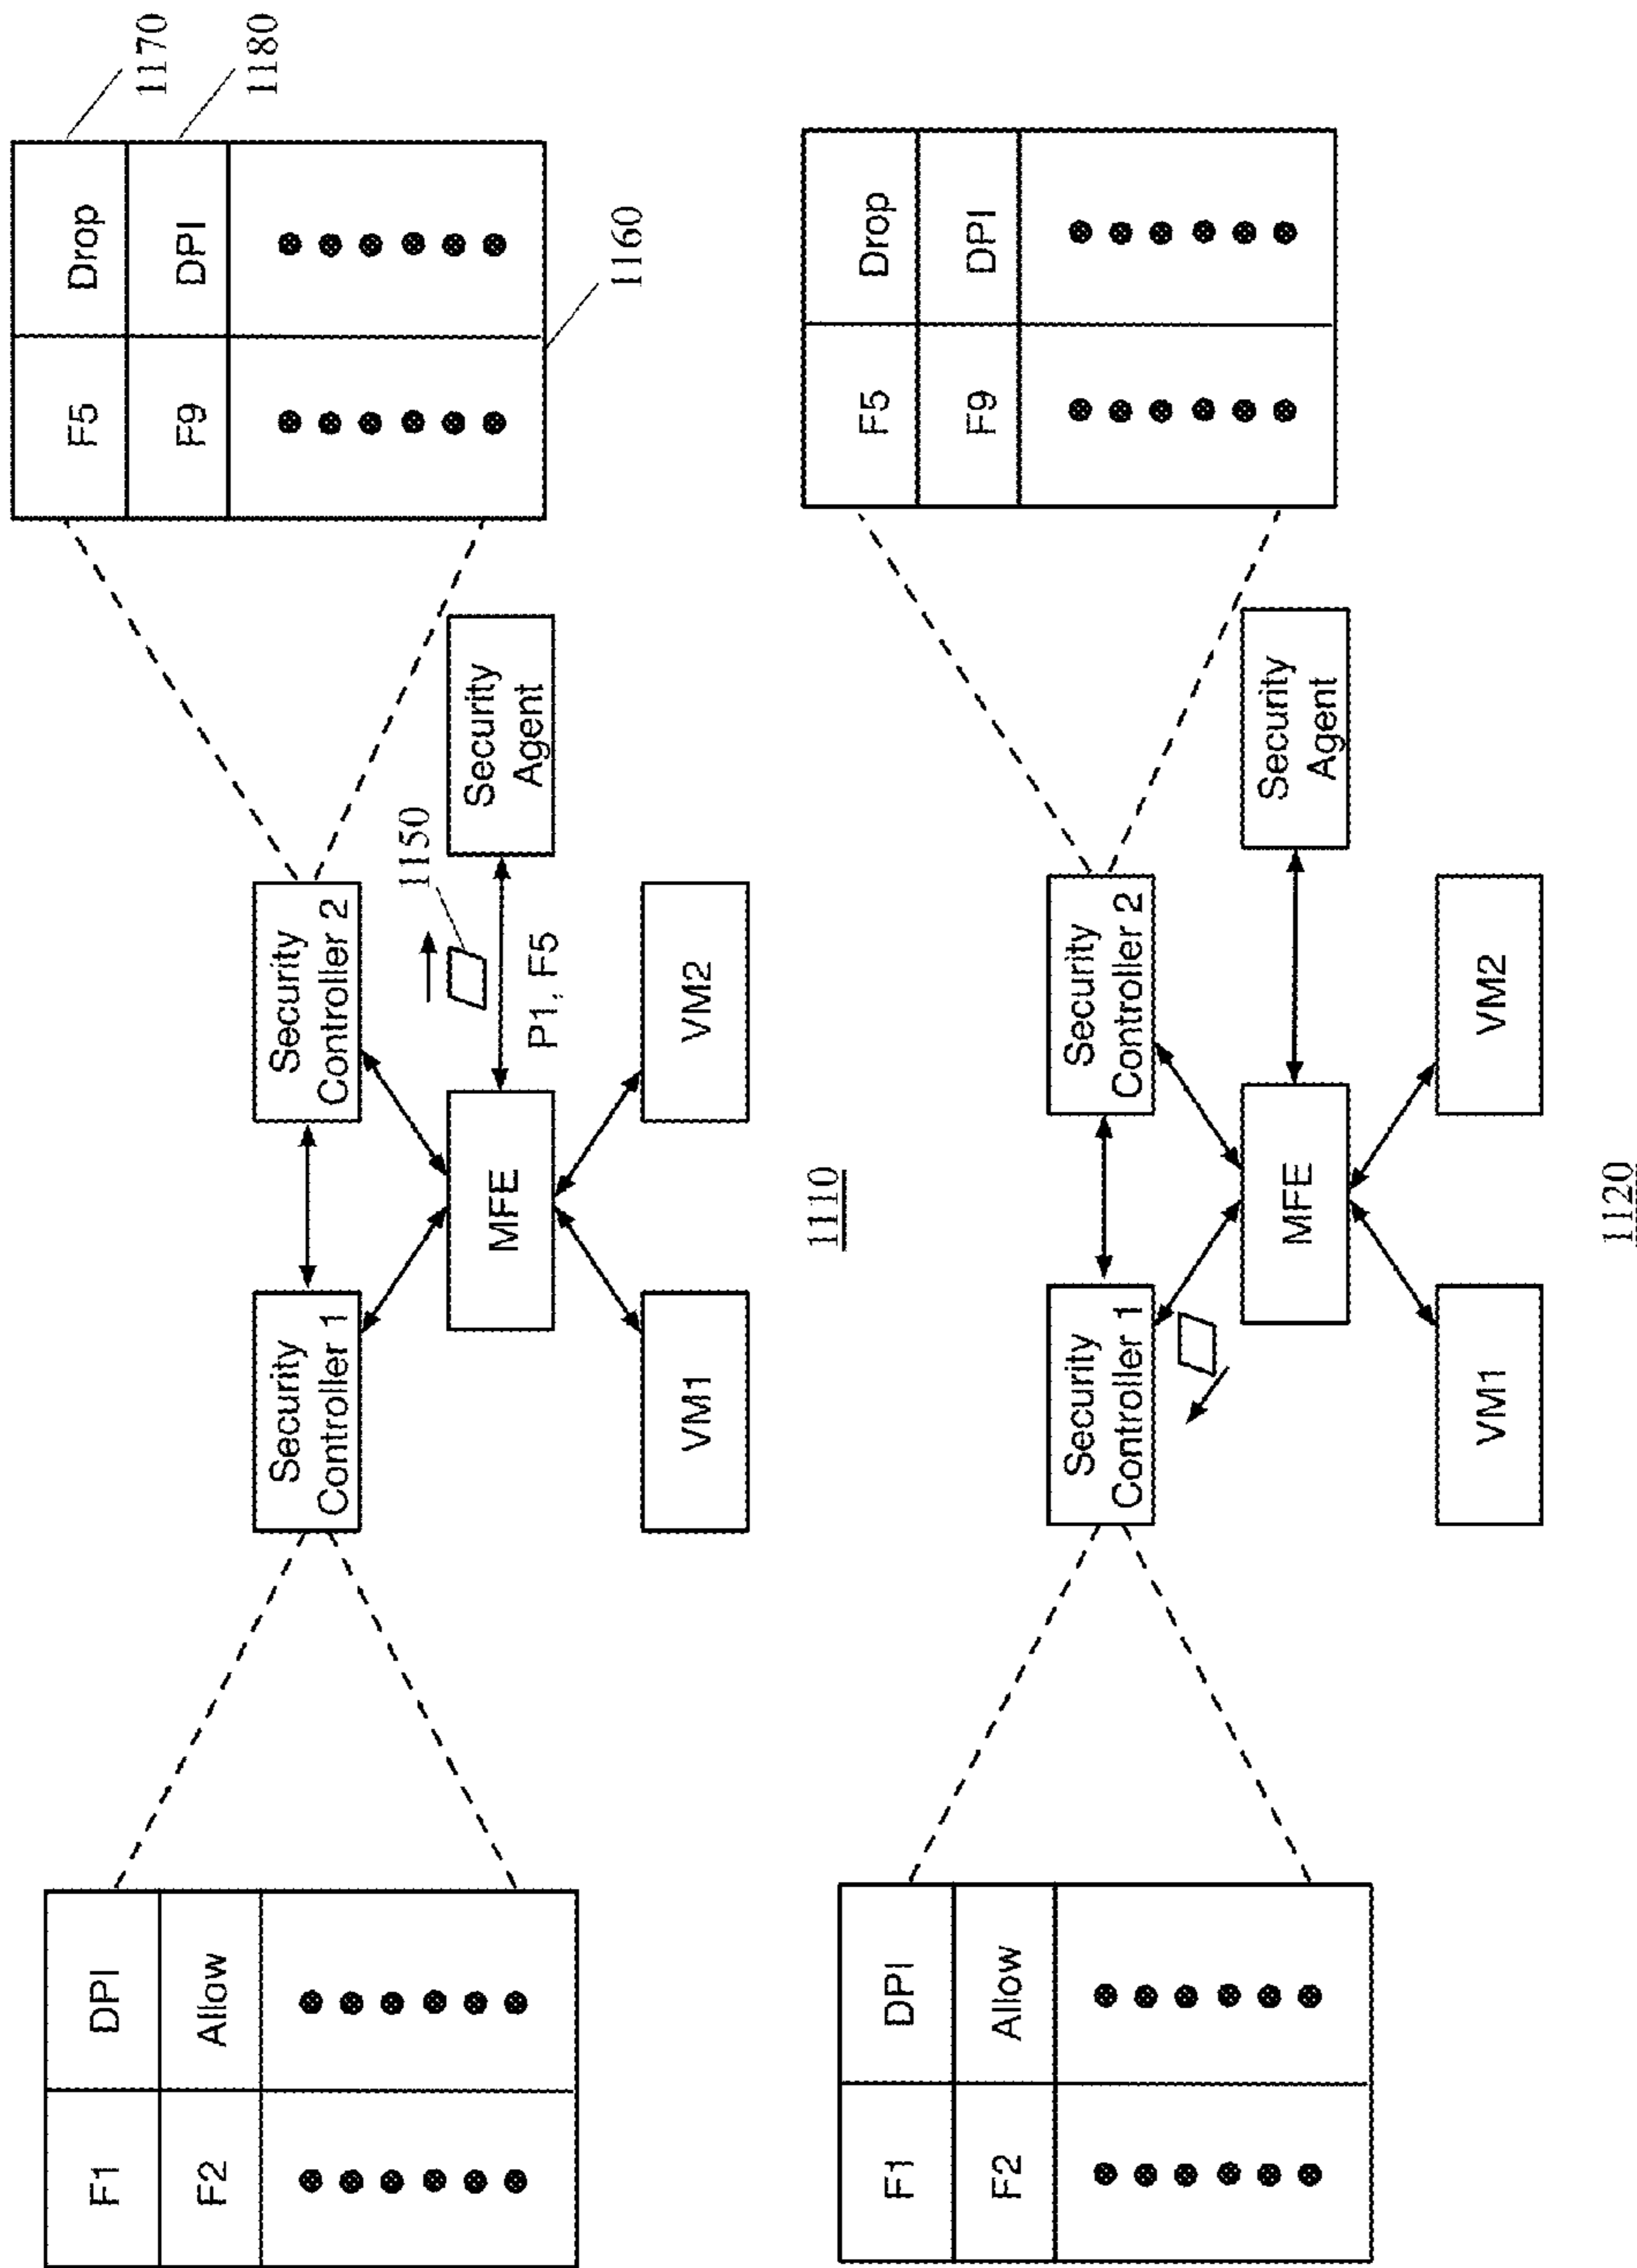 F1
DPI
F2
Allow
Security
Controller 1
Security
Controller 2
MFE
VM1
VM2
Security
Agent
P1, F5
1150
F5
Drop
F9
DPI
1170
1180
1160
1110
F1
DPI
F2
Allow
Security
Controller 1
Security
Controller 2
MFE
VM1
VM2
Security
Agent
F5
Drop
F9
DPI
1120